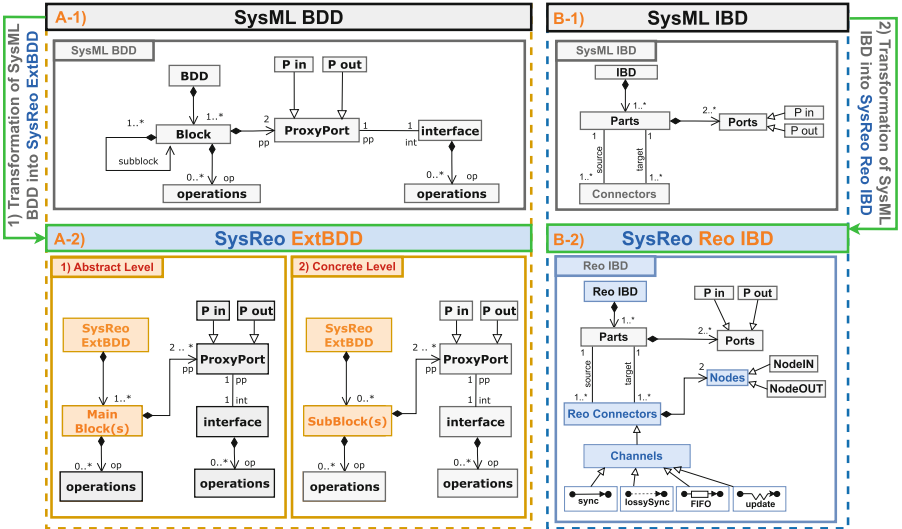 1) Transformation of SysML
BDD into SysReo ExtBDD
A-1)
SysML BDD
SysML BDD
BDD
P in
P out
1..*
1..*
2
Block
pp
ProxyPort
1
pp
1
int
interface
subblock
0..*
op
operations
0..*
op
operations
B-1)
SysML IBD
SysML IBD
IBD
1..*
Parts
2..*
Ports
P in
P out
1
1
source
target
1..*
1..*
Connectors
2) Transformation of SysML
IBD into SysReo Reo IBD
A-2)
SysReo ExtBDD
1) Abstract Level
P in
P out
SysReo
ExtBDD
2 .. *
pp
ProxyPort
1
pp
1..*
Main
Block(s)
1
int
interface
0..*
op
operations
0..*
op
operations
2) Concrete Level
P in
P out
SysReo
ExtBDD
2 .. *
pp
ProxyPort
1
pp
0..*
SubBlock(s)
1
int
interface
0..*
op
operations
0..*
op
operations
B-2)
SysReo Reo IBD
Reo IBD
Reo IBD
P in
P out
1..*
Parts
2..*
Ports
1
1
source
target
1..*
1..*
Reo Connectors
2
Nodes
NodeIN
NodeOUT
Channels
sync
lossySync
FIFO
update